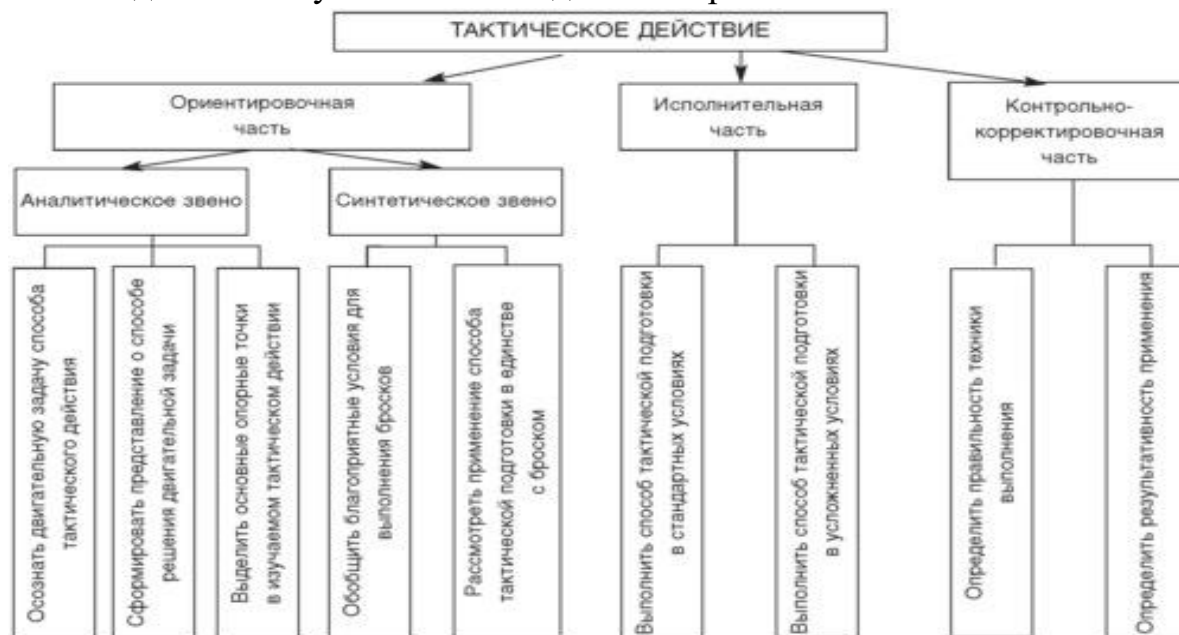 ТАКТИЧЕСКОЕ ДЕЙСТВИЕ
Ориентировочная
часть
Исполнительная
часть
Контрольно-
корректировочная
часть
Аналитическое звено
Синтетическое звено
Осознать двигательную задачу способа
тактического действия
Сформировать представление о способе
решения двигательной задачи
Выделить основные опорные точки
в изучаемом тактическом действии
Обобщить благоприятные условия для
выполнения бросков
Рассмотреть применение способа
тактической подготовки в единстве
с броском
Выполнить способ тактической подготовки
в стандартных условиях
Выполнить способ тактической подготовки
в усложненных условиях
Определить правильность техники
выполнения
Определить результативность применения